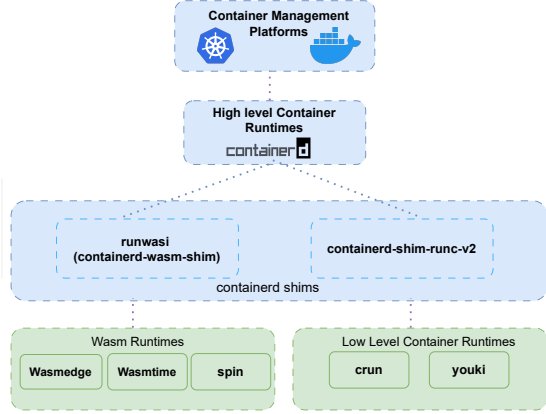 Container Management
Platforms
High level Container
Runtimes
containerd
runwasi
(containerd-wasm-shim)
containerd-shim-runc-v2
containerd shims
Wasm Runtimes
Wasmedge
Wasmtime
spin
Low Level Container Runtimes
crun
youki